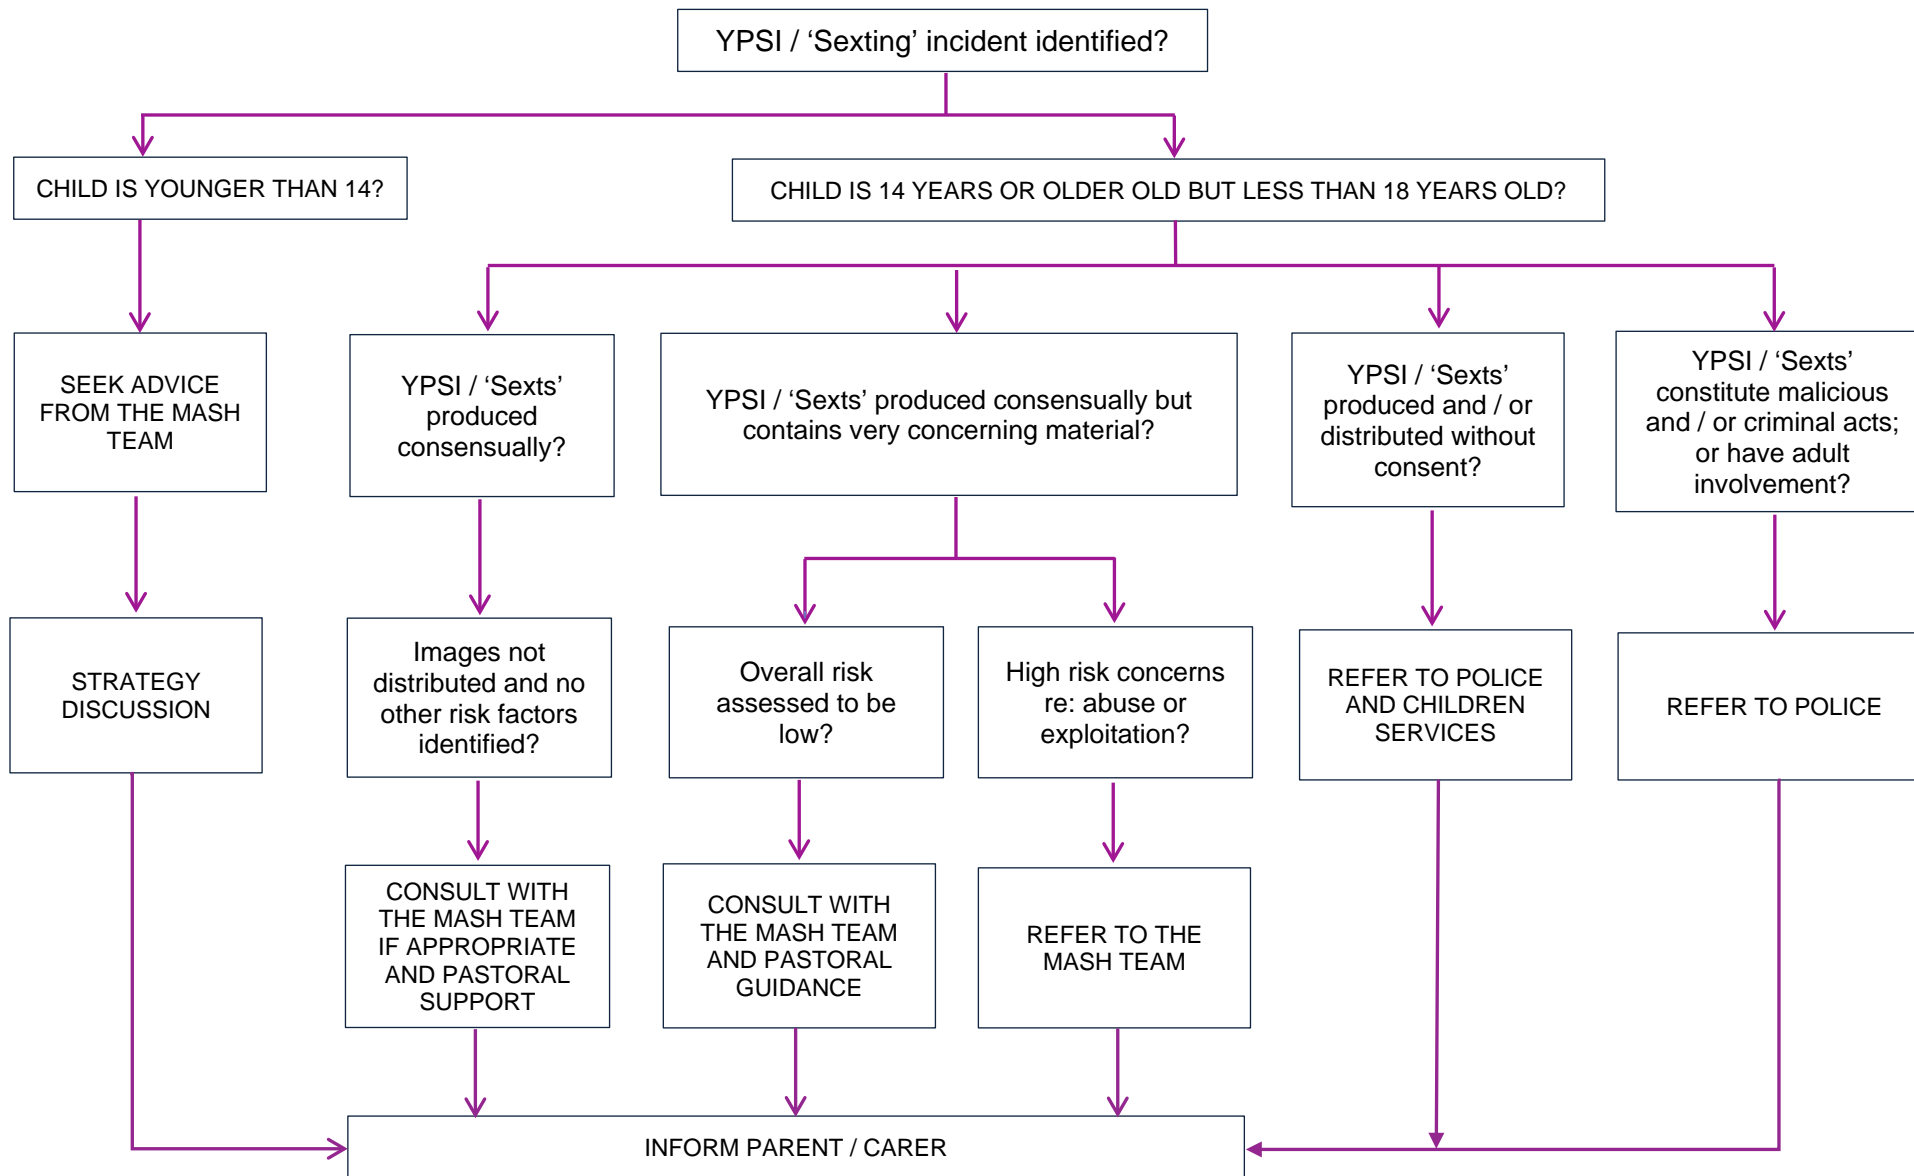 YPSI / ‘Sexting’ incident identified?
CHILD IS YOUNGER THAN 14?
CHILD IS 14 YEARS OR OLDER OLD BUT LESS THAN 18 YEARS OLD?
SEEK ADVICE
FROM THE MASH
TEAM
YPSI / ‘Sexts’
produced
consensually?
YPSI / ‘Sexts’ produced consensually but
contains very concerning material?
YPSI / ‘Sexts’
produced and / or
distributed without
consent?
YPSI / ‘Sexts’
constitute malicious
and / or criminal acts;
or have adult
involvement?
STRATEGY
DISCUSSION
Images not
distributed and no
other risk factors
identified?
Overall risk
assessed to be
low?
High risk concerns
re: abuse or
exploitation?
REFER TO POLICE
AND CHILDREN
SERVICES
REFER TO POLICE
CONSULT WITH
THE MASH TEAM
IF APPROPRIATE
AND PASTORAL
SUPPORT
CONSULT WITH
THE MASH TEAM
AND PASTORAL
GUIDANCE
REFER TO THE
MASH TEAM
INFORM PARENT / CARER